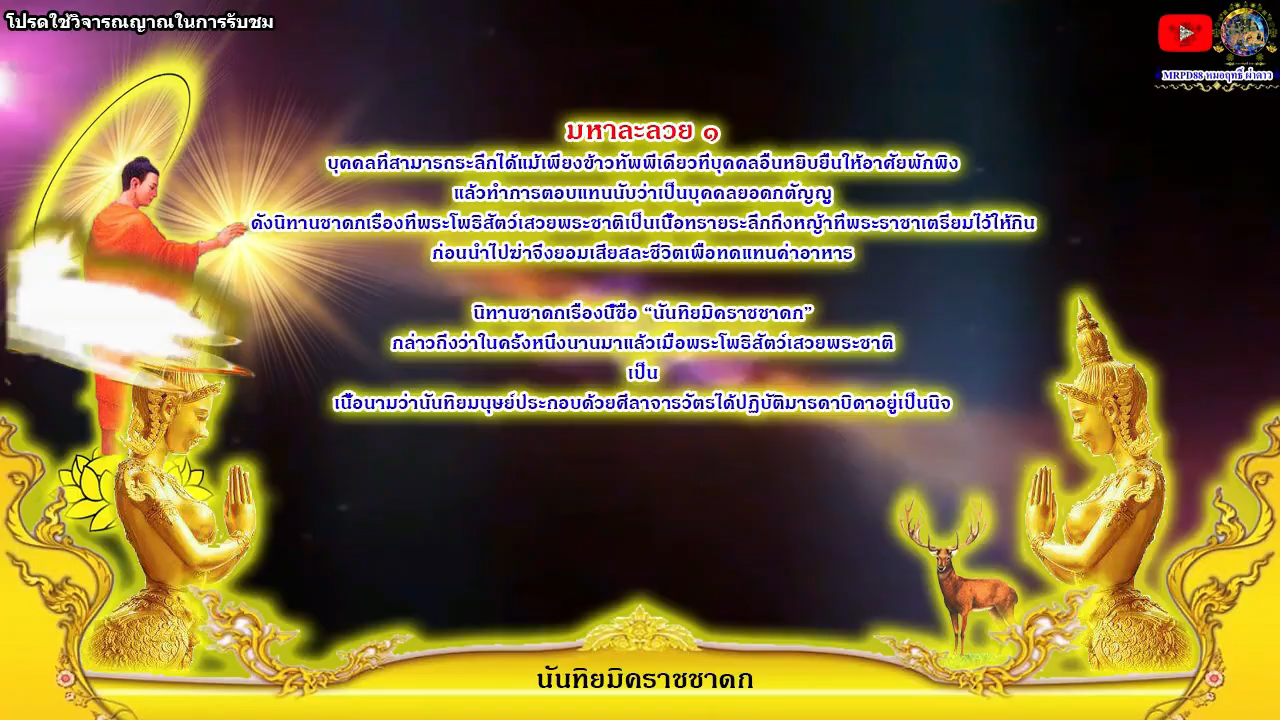 โปรดใช้วิจารณญาณในการรับชม
MRPD88 หมอฤทธิ์ ผ่าดาว
มหาละลวย ๑
บุคคลที่สามารถระลึกได้แม้เพียงข้าวทัพพีเดียวที่บุคคลอื่นหยิบยื่นให้อาศัยพักพิง
แล้วทำการตอบแทนนับว่าเป็นบุคคลยอดกตัญญู
ดังนิทานชาดกเรื่องที่พระโพธิสัตว์เสวยพระชาติเป็นเนื้อทรายระลึกถึงหญ้าที่พระราชาเตรียมไว้ให้กิน
ก่อนนำไปฆ่าจึงยอมเสียสละชีวิตเพื่อทดแทนค่าอาหาร
นิทานชาดกเรื่องนี้ชื่อ “นันทิยมิคราชชาดก”
กล่าวถึงว่าในครั้งหนึ่งนานมาแล้วเมื่อพระโพธิสัตว์เสวยพระชาติ
เป็น
เนื้อนามว่านันทิยมนุษย์ประกอบด้วยศีลาจารวัตรได้ปฏิบัติมารดาบิดาอยู่เป็นนิจ
นันทิยมิคราชชาดก